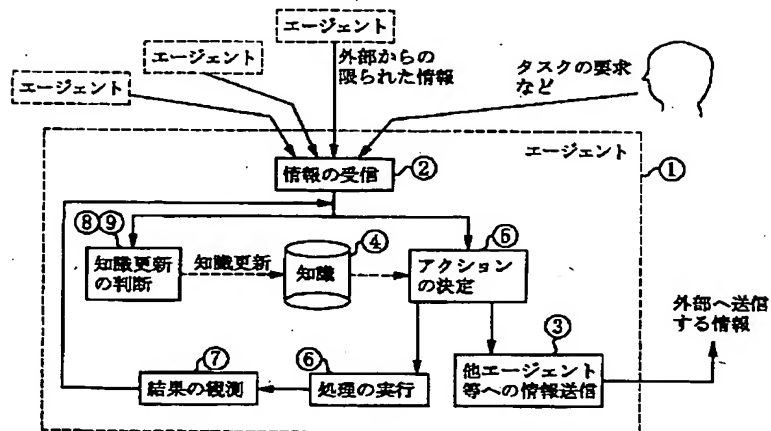 エージェント
エージェント
エージェント
外部からの
限られた情報
タスクの要求
など
エージェント
①
情報の受信
②
⑧⑨
知識更新
の判断
知識更新
④
知識
⑤
アクション
の決定
外部へ送信
する情報
③
他エージェント
等への情報送信
⑦
結果の観測
⑥
処理の実行